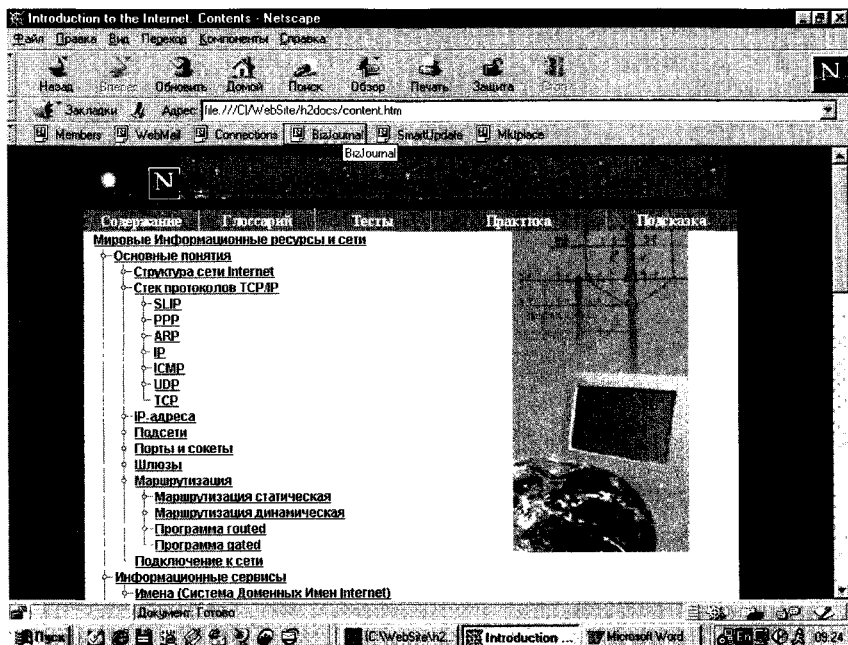 Introduction to the Internet. Contents - Netscape
Файл Правка Вид Переход Компоненты Справка
Назад Вперед Обновить Домой Поиск Обзор Печать Защита Стоп
Закладки Адрес: file:///C|/WebSite/h2docs/content.htm
Members WebMail Connections BizJournal SmartUpdate Mktplace
BizJournal
N
N
Содержание Глоссарий Тесты Практика Подсказка
Мировые Информационные ресурсы и сети
Основные понятия
Структура сети Internet
Стек протоколов TCP/IP
SLIP
PPP
ARP
IP
ICMP
UDP
TCP
IP-адреса
Подсети
Порты и сокеты
Шлюзы
Маршрутизация
Маршрутизация статическая
Маршрутизация динамическая
Программа routed
Программа gated
Подключение к сети
Информационные сервисы
Имена (Система Доменных Имен Internet)
Документ: Готово
Пуск (C:\WebSite\h2... Introduction ... Microsoft Word En 09:24